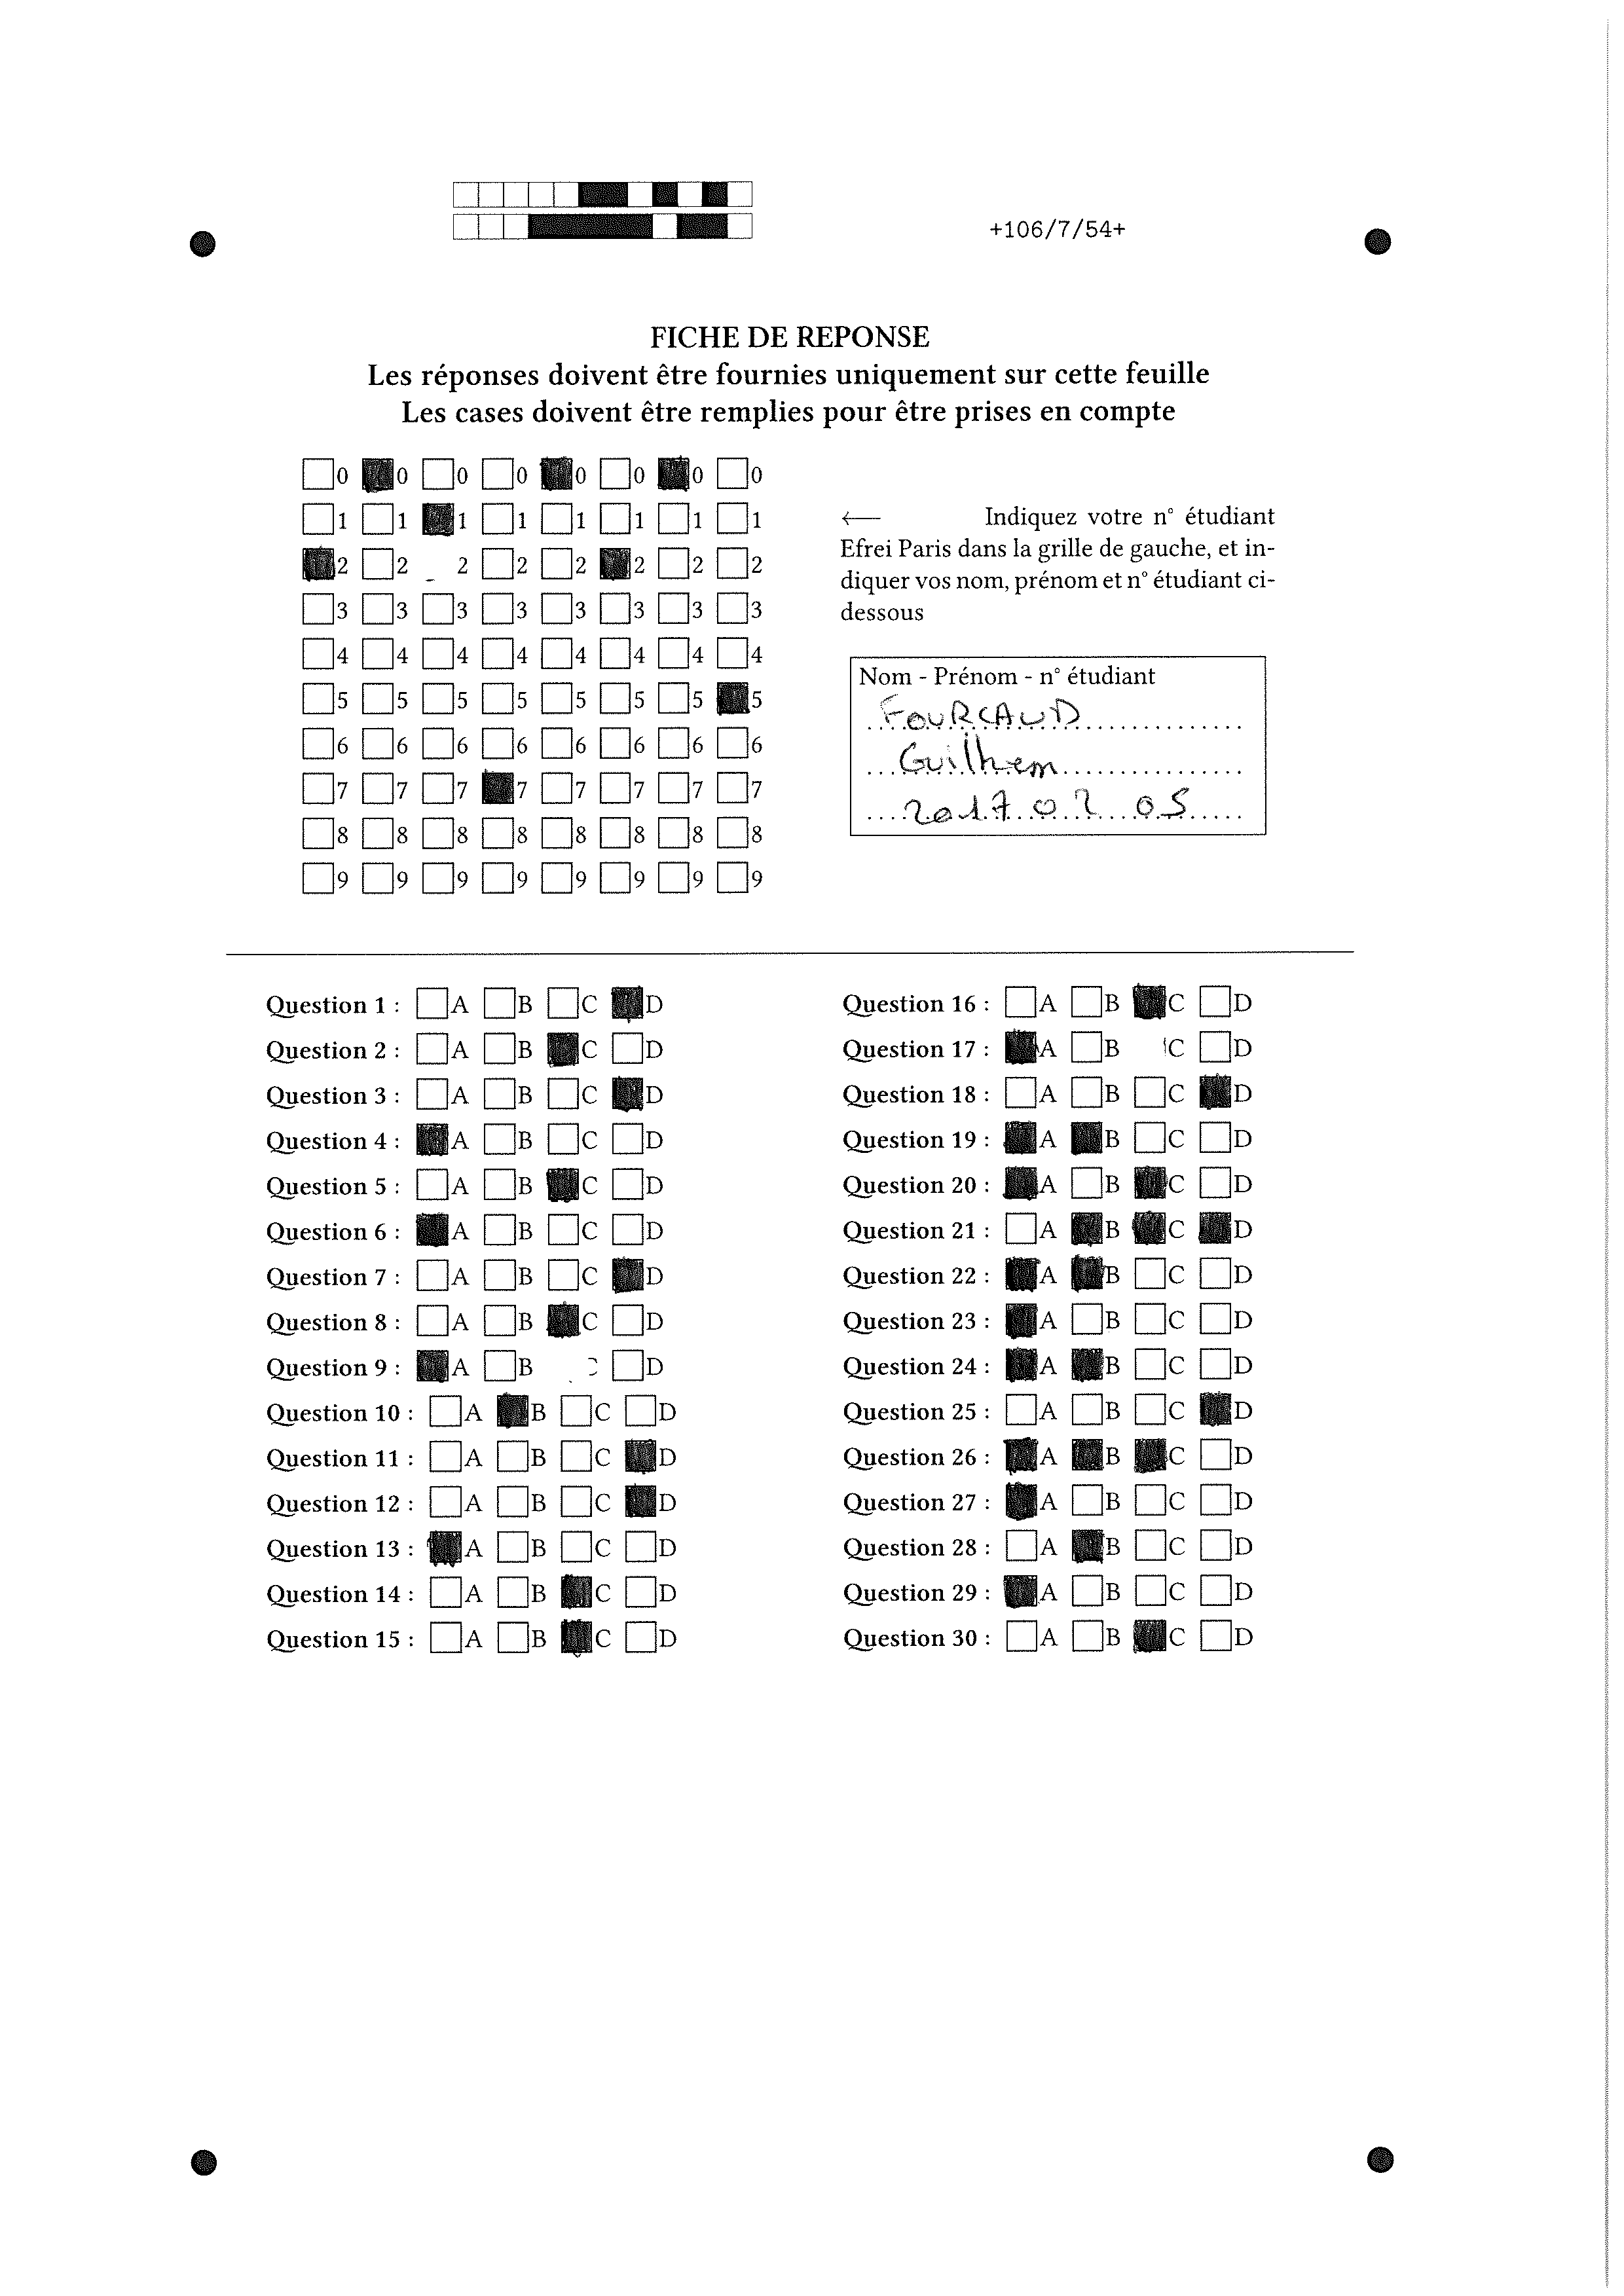 +106/7/54+
FICHE DE REPONSE
Les réponses doivent être fournies uniquement sur cette feuille
Les cases doivent être remplies pour être prises en compte
0 0 0 0 0 0 0 0
1 1 1 1 1 1 1 1
2 2 2 2 2 2 2 2
3 3 3 3 3 3 3 3
4 4 4 4 4 4 4 4
5 5 5 5 5 5 5 5
6 6 6 6 6 6 6 6
7 7 7 7 7 7 7 7
8 8 8 8 8 8 8 8
9 9 9 9 9 9 9 9
← Indiquez votre n° étudiant
Efrei Paris dans la grille de gauche, et in-
diquer vos nom, prénom et n° étudiant ci-
dessous
Nom - Prénom - n° étudiant
FOURCAUD
Guilhem
2017 02 05
Question 1 : A B C D
Question 2 : A B C D
Question 3 : A B C D
Question 4 : A B C D
Question 5 : A B C D
Question 6 : A B C D
Question 7 : A B C D
Question 8 : A B C D
Question 9 : A B C D
Question 10 : A B C D
Question 11 : A B C D
Question 12 : A B C D
Question 13 : A B C D
Question 14 : A B C D
Question 15 : A B C D
Question 16 : A B C D
Question 17 : A B C D
Question 18 : A B C D
Question 19 : A B C D
Question 20 : A B C D
Question 21 : A B C D
Question 22 : A B C D
Question 23 : A B C D
Question 24 : A B C D
Question 25 : A B C D
Question 26 : A B C D
Question 27 : A B C D
Question 28 : A B C D
Question 29 : A B C D
Question 30 : A B C D